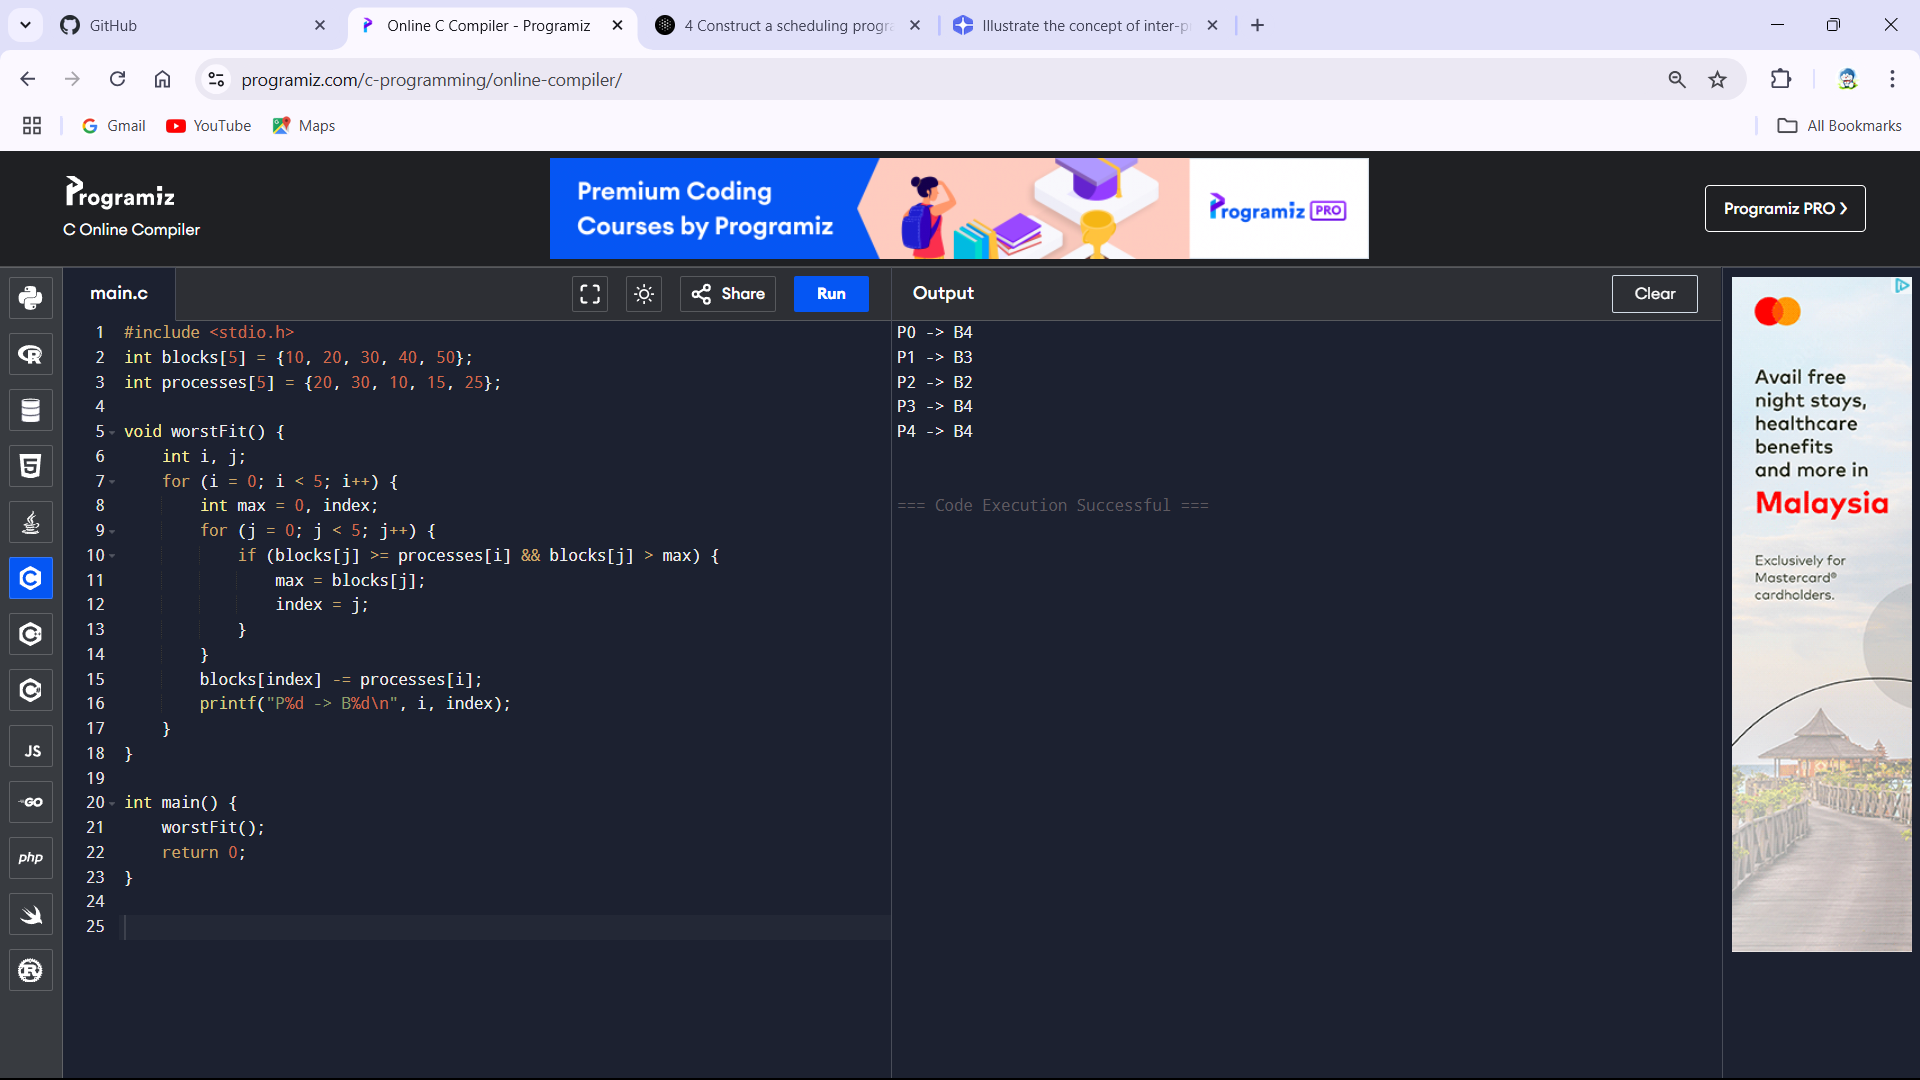 GitHub
Online C Compiler - Programiz
4 Construct a scheduling progra
Illustrate the concept of inter-p
programiz.com/c-programming/online-compiler/
Gmail
YouTube
Maps
All Bookmarks
Programiz
C Online Compiler
Premium Coding
Courses by Programiz
Programiz PRO
Programiz PRO ❯
main.c
Share
Run
Output
Clear
1 #include <stdio.h>
2 int blocks[5] = {10, 20, 30, 40, 50};
3 int processes[5] = {20, 30, 10, 15, 25};
4
5 void worstFit() {
6     int i, j;
7     for (i = 0; i < 5; i++) {
8         int max = 0, index;
9         for (j = 0; j < 5; j++) {
10             if (blocks[j] >= processes[i] && blocks[j] > max) {
11                 max = blocks[j];
12                 index = j;
13             }
14         }
15         blocks[index] -= processes[i];
16         printf("P%d -> B%d\n", i, index);
17     }
18 }
19
20 int main() {
21     worstFit();
22     return 0;
23 }
24
25
P0 -> B4
P1 -> B3
P2 -> B2
P3 -> B4
P4 -> B4
=== Code Execution Successful ===
JS
GO
php
Avail free
night stays,
healthcare
benefits
and more in
Malaysia
Exclusively for
Mastercard®
cardholders.